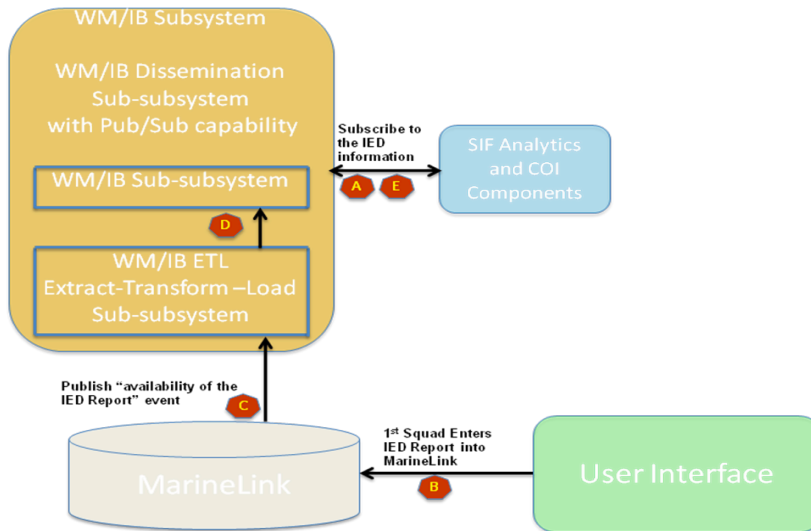 WM/IB Subsystem
WM/IB Dissemination
Sub-subsystem
with Pub/Sub capability
WM/IB Sub-subsystem
D
WM/IB ETL
Extract-Transform –Load
Sub-subsystem
Subscribe to
the IED
information
A E
SIF Analytics
and COI
Components
Publish “availability of the
IED Report” event
C
MarineLink
1st Squad Enters
IED Report into
MarineLink
B
User Interface